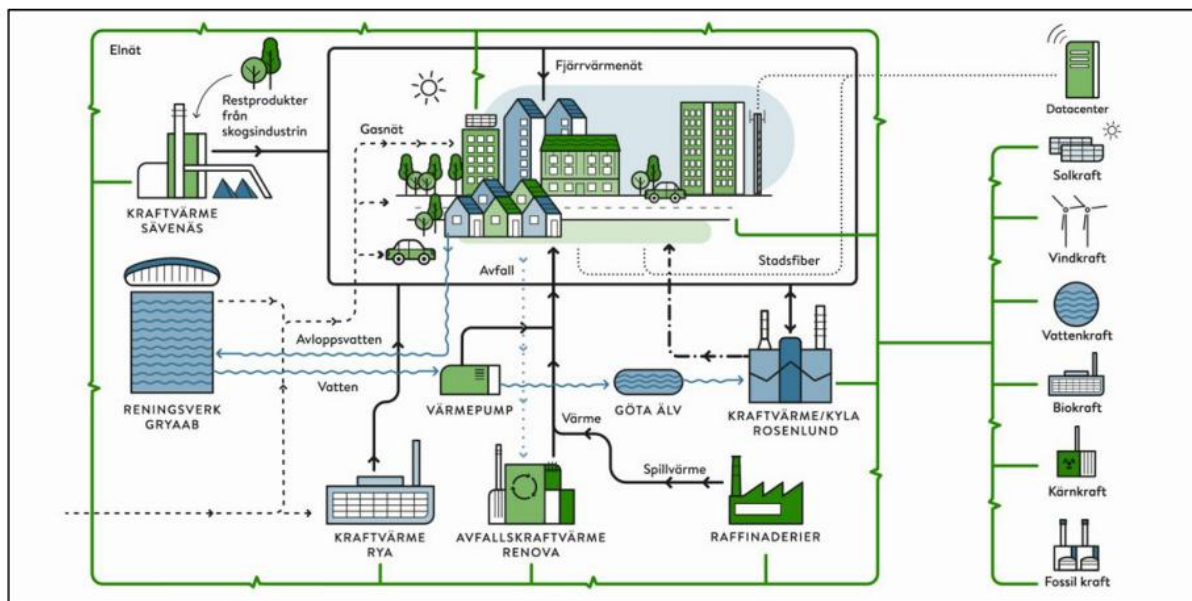 Elnät
Fjärrvärmenät
Restprodukter
från
skogsindustrin
Gasnät
KRAFTVÄRME
SÄVENÄS
Avfall
Stadsfiber
Avloppsvatten
Vatten
RENINGSVERK
GRYAAB
VÄRMEPUMP
GÖTA ÄLV
KRAFTVÄRME/KYLA
ROSENLUND
Värme
Spillvärme
KRAFTVÄRME
RYA
AVFALLSKRAFTVÄRME
RENOVA
RAFFINADERIER
Datacenter
Solkraft
Vindkraft
Vattenkraft
Biokraft
Kärnkraft
Fossil kraft